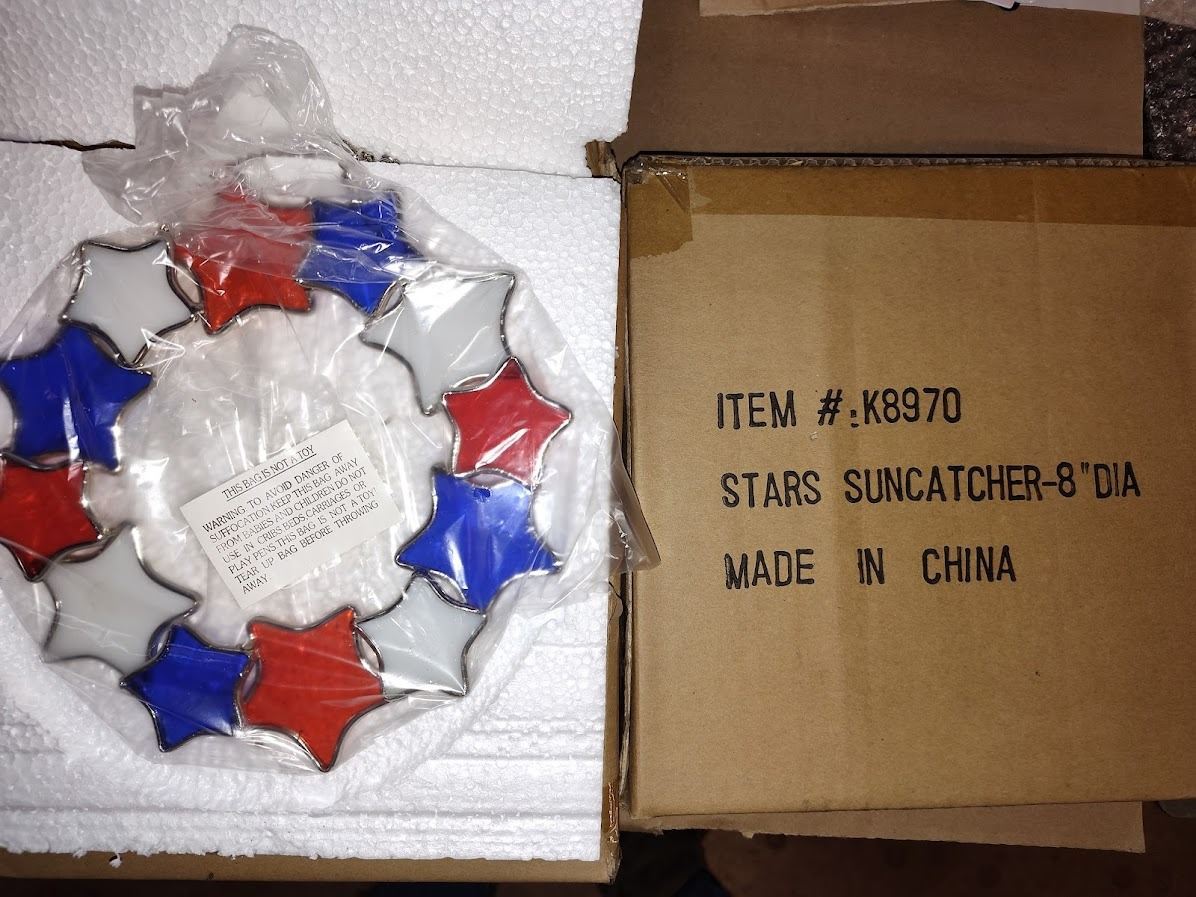 THIS BAG IS NOT A TOY
WARNING: TO AVOID DANGER OF
SUFFOCATION KEEP THIS BAG AWAY
FROM BABIES AND CHILDREN DO NOT
USE IN CRIBS BEDS CARRIAGES OR
PLAY PENS THIS BAG IS NOT A TOY!
TEAR UP BAG BEFORE THROWING
AWAY
ITEM #:K8970
STARS SUNCATCHER-8"DIA
MADE IN CHINA